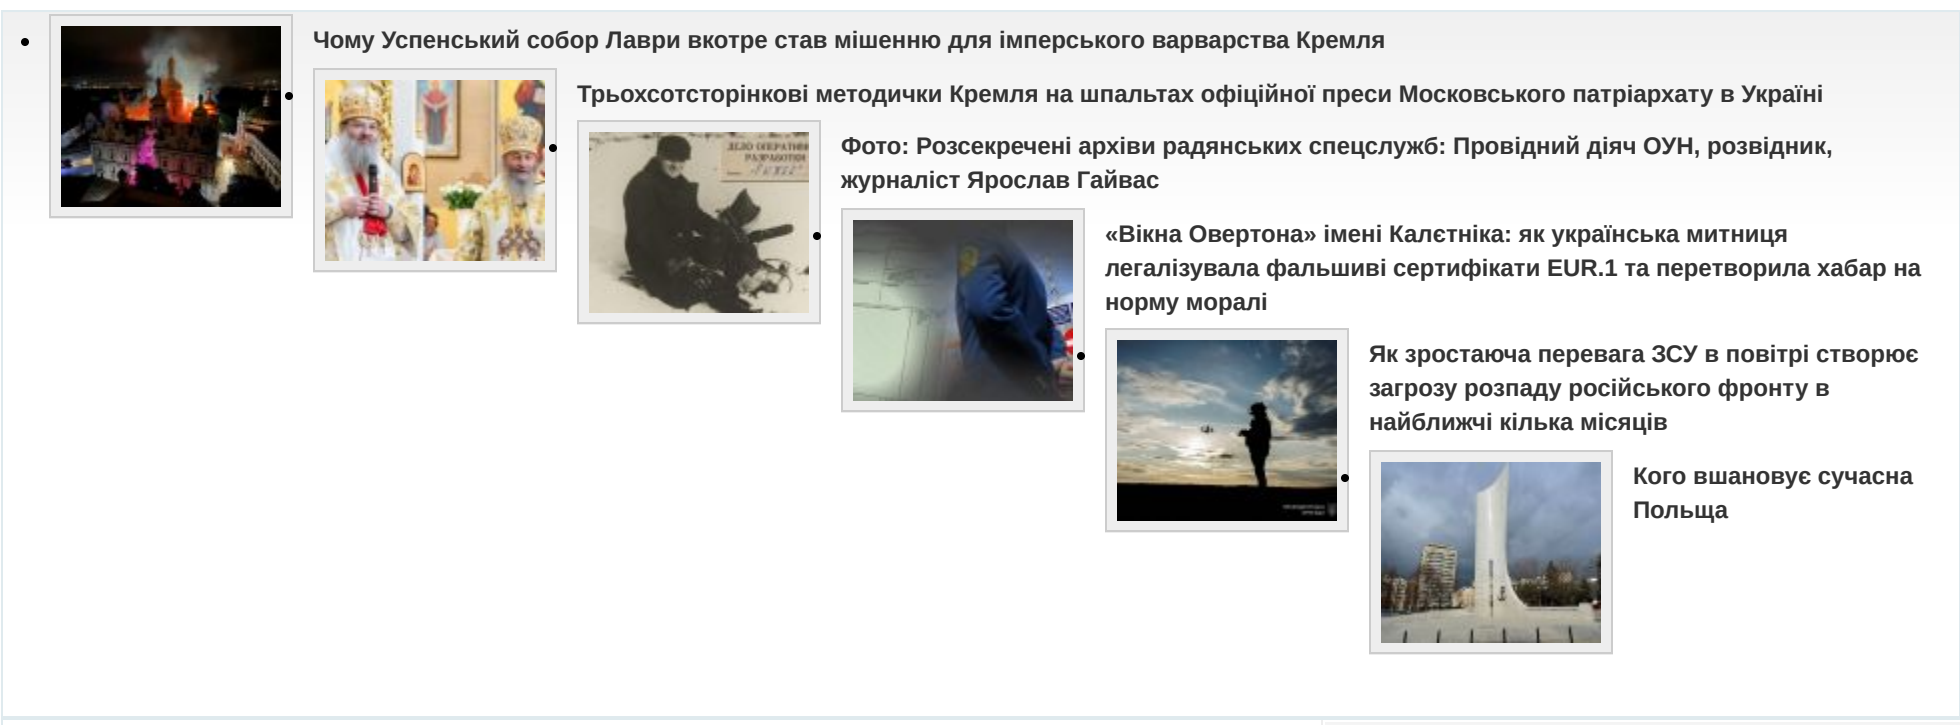 Чому Успенський собор Лаври вкотре став мішенню для імперського варварства Кремля
Трьохсотсторінкові методички Кремля на шпальтах офіційної преси Московського патріархату в Україні
ДЕЛО ОПЕРАТИВН
РАЗРАБОТКИ
Фото: Розсекречені архіви радянських спецслужб: Провідний діяч ОУН, розвідник,
журналіст Ярослав Гайвас
«Вікна Овертона» імені Калєтніка: як українська митниця
легалізувала фальшиві сертифікати EUR.1 та перетворила хабар на
норму моралі
Як зростаюча перевага ЗСУ в повітрі створює
загрозу розпаду російського фронту в
найближчі кілька місяців
Кого вшановує сучасна
Польща